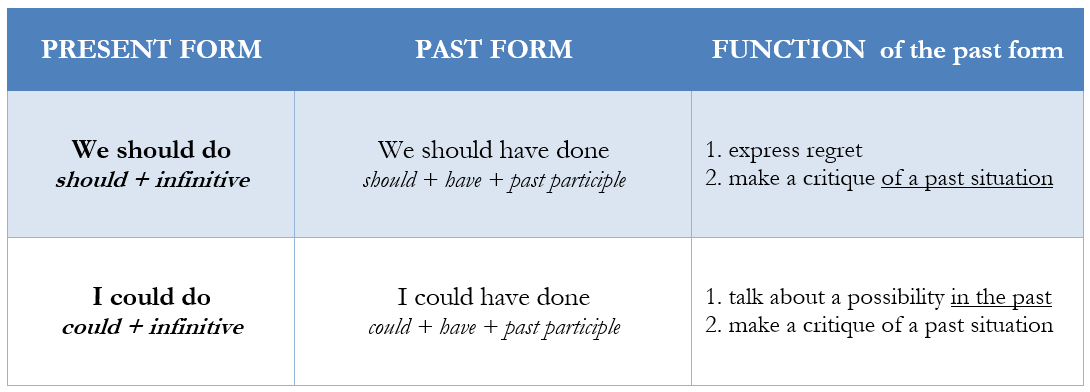 PRESENT FORM
PAST FORM
FUNCTION of the past form
We should do
should + infinitive
We should have done
should + have + past participle
1. express regret
2. make a critique of a past situation
I could do
could + infinitive
I could have done
could + have + past participle
1. talk about a possibility in the past
2. make a critique of a past situation